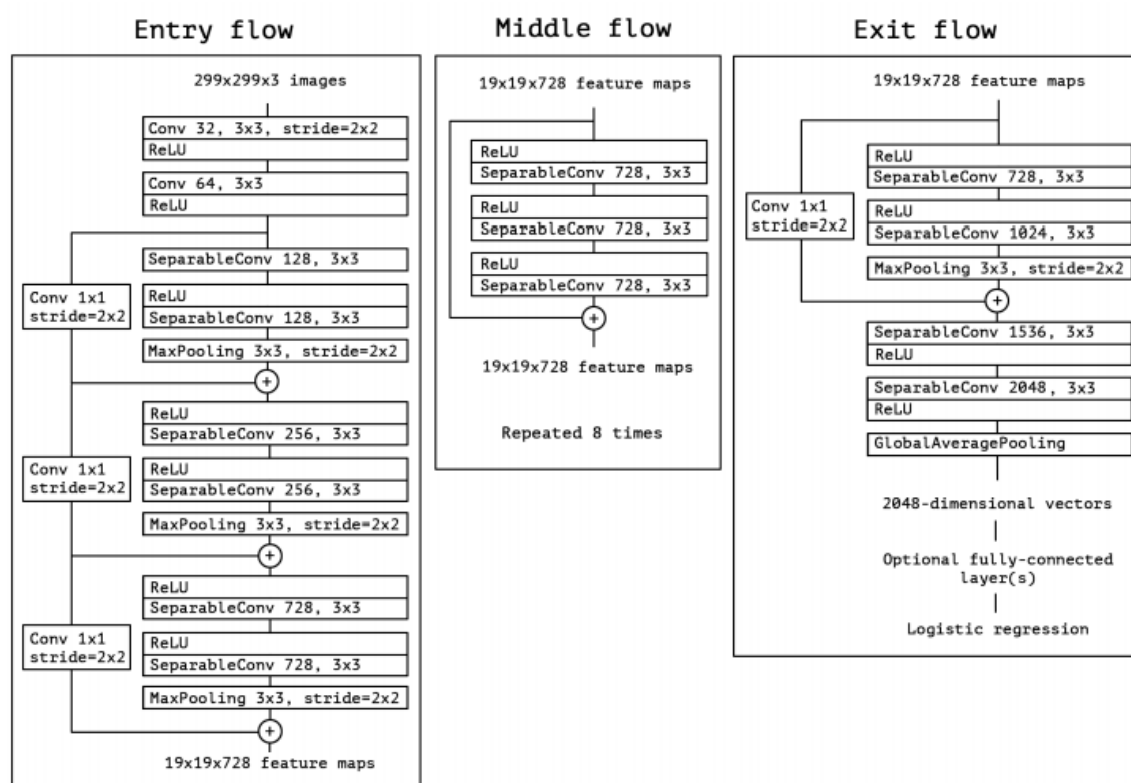 Entry flow
299x299x3 images
Conv 32, 3x3, stride=2x2
ReLU
Conv 64, 3x3
ReLU
SeparableConv 128, 3x3
Conv 1x1
stride=2x2
ReLU
SeparableConv 128, 3x3
MaxPooling 3x3, stride=2x2
+
ReLU
SeparableConv 256, 3x3
Conv 1x1
stride=2x2
ReLU
SeparableConv 256, 3x3
MaxPooling 3x3, stride=2x2
+
ReLU
SeparableConv 728, 3x3
Conv 1x1
stride=2x2
ReLU
SeparableConv 728, 3x3
MaxPooling 3x3, stride=2x2
+
19x19x728 feature maps
Middle flow
19x19x728 feature maps
ReLU
SeparableConv 728, 3x3
ReLU
SeparableConv 728, 3x3
ReLU
SeparableConv 728, 3x3
+
19x19x728 feature maps
Repeated 8 times
Exit flow
19x19x728 feature maps
ReLU
SeparableConv 728, 3x3
Conv 1x1
stride=2x2
ReLU
SeparableConv 1024, 3x3
MaxPooling 3x3, stride=2x2
+
SeparableConv 1536, 3x3
ReLU
SeparableConv 2048, 3x3
ReLU
GlobalAveragePooling
2048-dimensional vectors
Optional fully-connected
layer(s)
Logistic regression